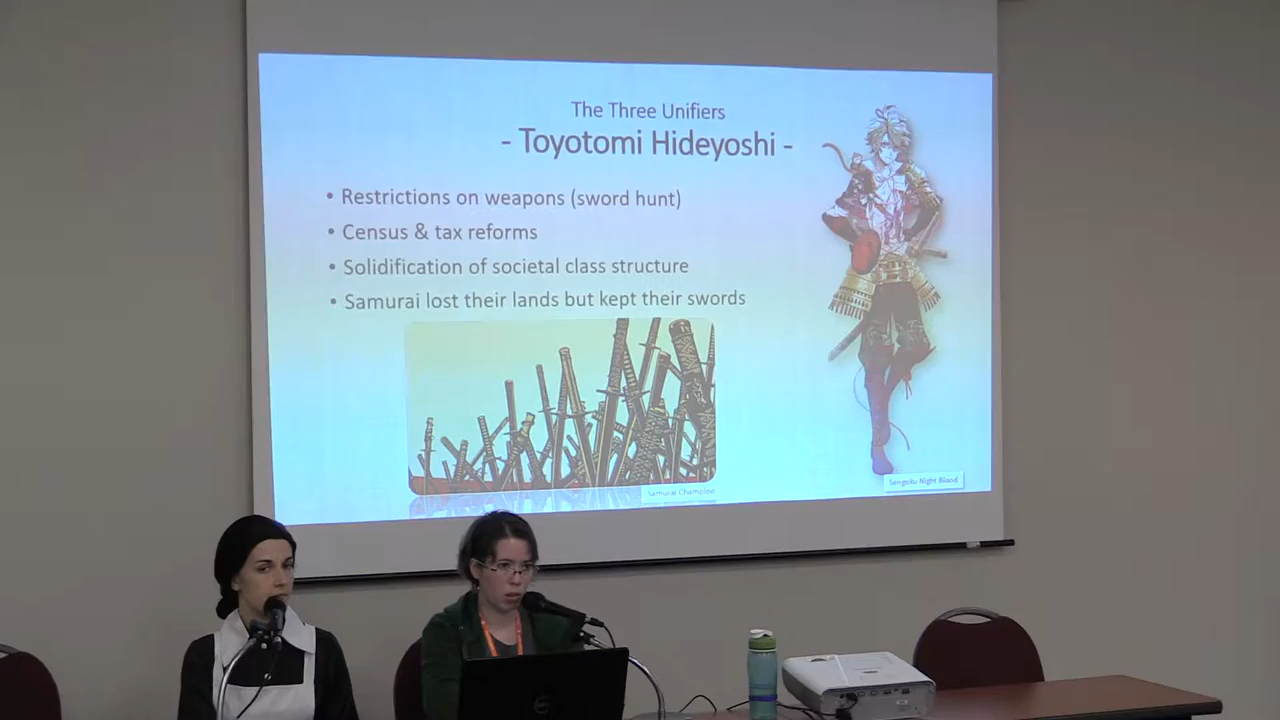 The Three Unifiers
- Toyotomi Hideyoshi -
• Restrictions on weapons (sword hunt)
• Census & tax reforms
• Solidification of societal class structure
• Samurai lost their lands but kept their swords
Samurai Champloo
Sengoku Night Blood